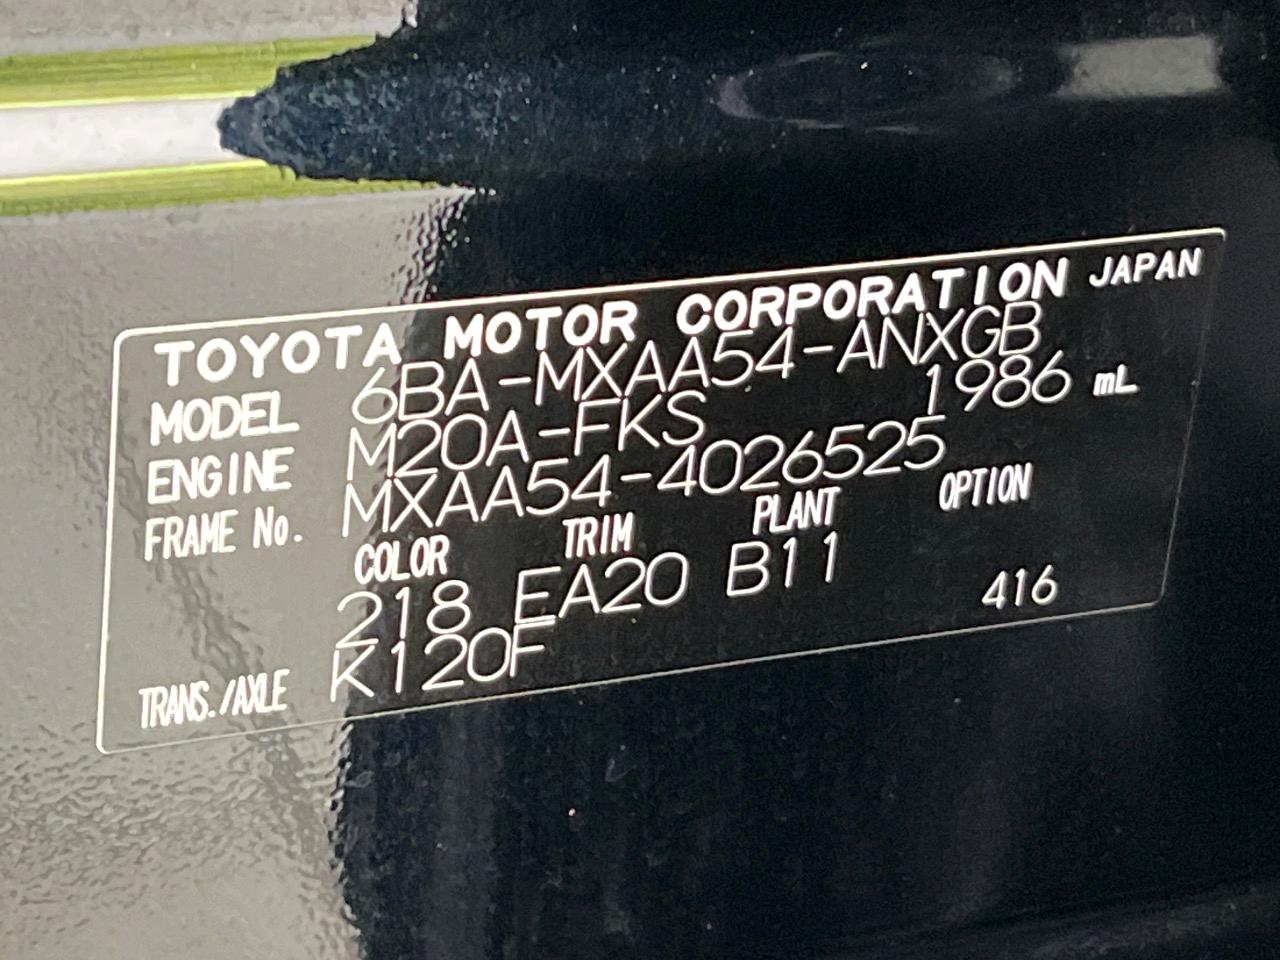 TOYOTA MOTOR CORPORATION JAPAN
MODEL 6BA-MXAA54-ANXGB
ENGINE M20A-FKS 1986 mL
FRAME No. MXAA54-4026525
COLOR TRIM PLANT OPTION
218 EA20 B11 416
TRANS./AXLE K120F